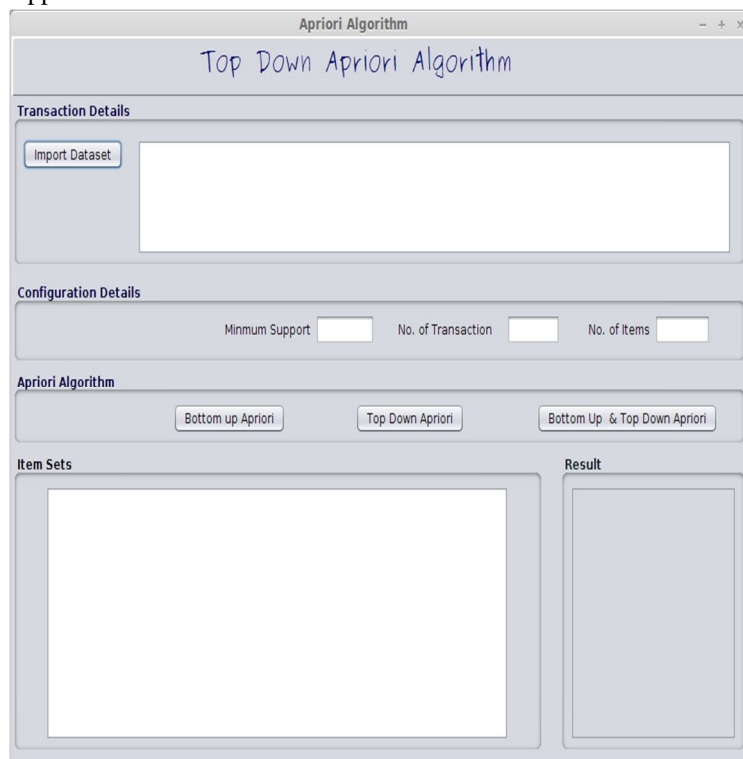 Apriori Algorithm
Top Down Apriori Algorithm
Transaction Details
Import Dataset
Configuration Details
Minmum Support No. of Transaction No. of Items
Apriori Algorithm
Bottom up Apriori Top Down Apriori Bottom Up & Top Down Apriori
Item Sets Result